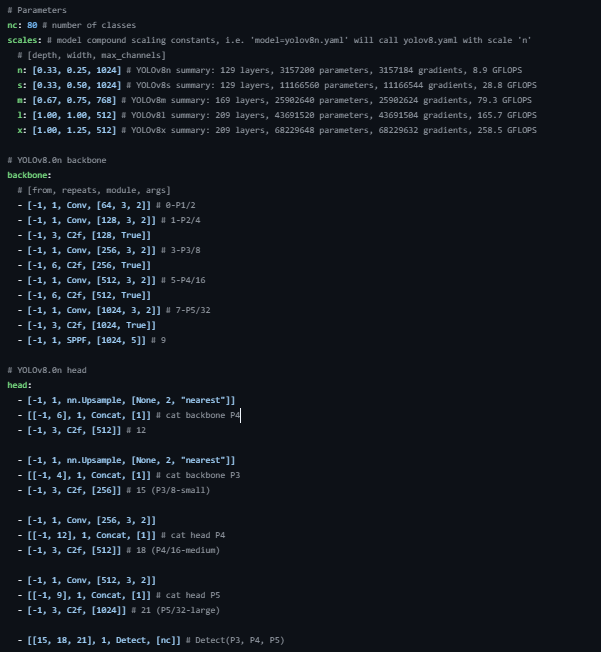 # Parameters
nc: 80 # number of classes
scales: # model compound scaling constants, i.e. 'model=yolov8n.yaml' will call yolov8.yaml with scale 'n'
# [depth, width, max_channels]
n: [0.33, 0.25, 1024] # YOLOv8n summary: 129 layers, 3157200 parameters, 3157184 gradients, 8.9 GFLOPS
s: [0.33, 0.50, 1024] # YOLOv8s summary: 129 layers, 11166560 parameters, 11166544 gradients, 28.8 GFLOPS
m: [0.67, 0.75, 768] # YOLOv8m summary: 169 layers, 25902640 parameters, 25902624 gradients, 79.3 GFLOPS
l: [1.00, 1.00, 512] # YOLOv8l summary: 209 layers, 43691520 parameters, 43691504 gradients, 165.7 GFLOPS
x: [1.00, 1.25, 512] # YOLOv8x summary: 209 layers, 68229648 parameters, 68229632 gradients, 258.5 GFLOPS
# YOLOv8.0n backbone
backbone:
# [from, repeats, module, args]
- [-1, 1, Conv, [64, 3, 2]] # 0-P1/2
- [-1, 1, Conv, [128, 3, 2]] # 1-P2/4
- [-1, 3, C2f, [128, True]]
- [-1, 1, Conv, [256, 3, 2]] # 3-P3/8
- [-1, 6, C2f, [256, True]]
- [-1, 1, Conv, [512, 3, 2]] # 5-P4/16
- [-1, 6, C2f, [512, True]]
- [-1, 1, Conv, [1024, 3, 2]] # 7-P5/32
- [-1, 3, C2f, [1024, True]]
- [-1, 1, SPPF, [1024, 5]] # 9
# YOLOv8.0n head
head:
- [-1, 1, nn.Upsample, [None, 2, "nearest"]]
- [[-1, 6], 1, Concat, [1]] # cat backbone P4
- [-1, 3, C2f, [512]] # 12
- [-1, 1, nn.Upsample, [None, 2, "nearest"]]
- [[-1, 4], 1, Concat, [1]] # cat backbone P3
- [-1, 3, C2f, [256]] # 15 (P3/8-small)
- [-1, 1, Conv, [256, 3, 2]]
- [[-1, 12], 1, Concat, [1]] # cat head P4
- [-1, 3, C2f, [512]] # 18 (P4/16-medium)
- [-1, 1, Conv, [512, 3, 2]]
- [[-1, 9], 1, Concat, [1]] # cat head P5
- [-1, 3, C2f, [1024]] # 21 (P5/32-large)
- [[15, 18, 21], 1, Detect, [nc]] # Detect(P3, P4, P5)